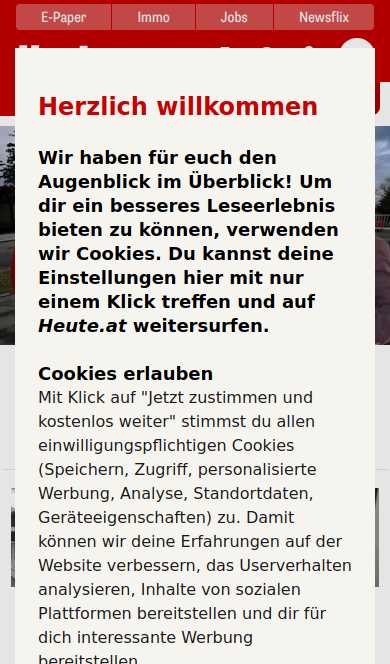 E-Paper
Immo
Jobs
Newsflix
Herzlich willkommen
Wir haben für euch den
Augenblick im Überblick! Um
dir ein besseres Leseerlebnis
bieten zu können, verwenden
wir Cookies. Du kannst deine
Einstellungen hier mit nur
einem Klick treffen und auf
Heute.at weitersurfen.
Cookies erlauben
Mit Klick auf "Jetzt zustimmen und
kostenlos weiter" stimmst du allen
einwilligungspflichtigen Cookies
(Speichern, Zugriff, personalisierte
Werbung, Analyse, Standortdaten,
Geräteeigenschaften) zu. Damit
können wir deine Erfahrungen auf der
Website verbessern, das Userverhalten
analysieren, Inhalte von sozialen
Plattformen bereitstellen und dir für
dich interessante Werbung
bereitstellen